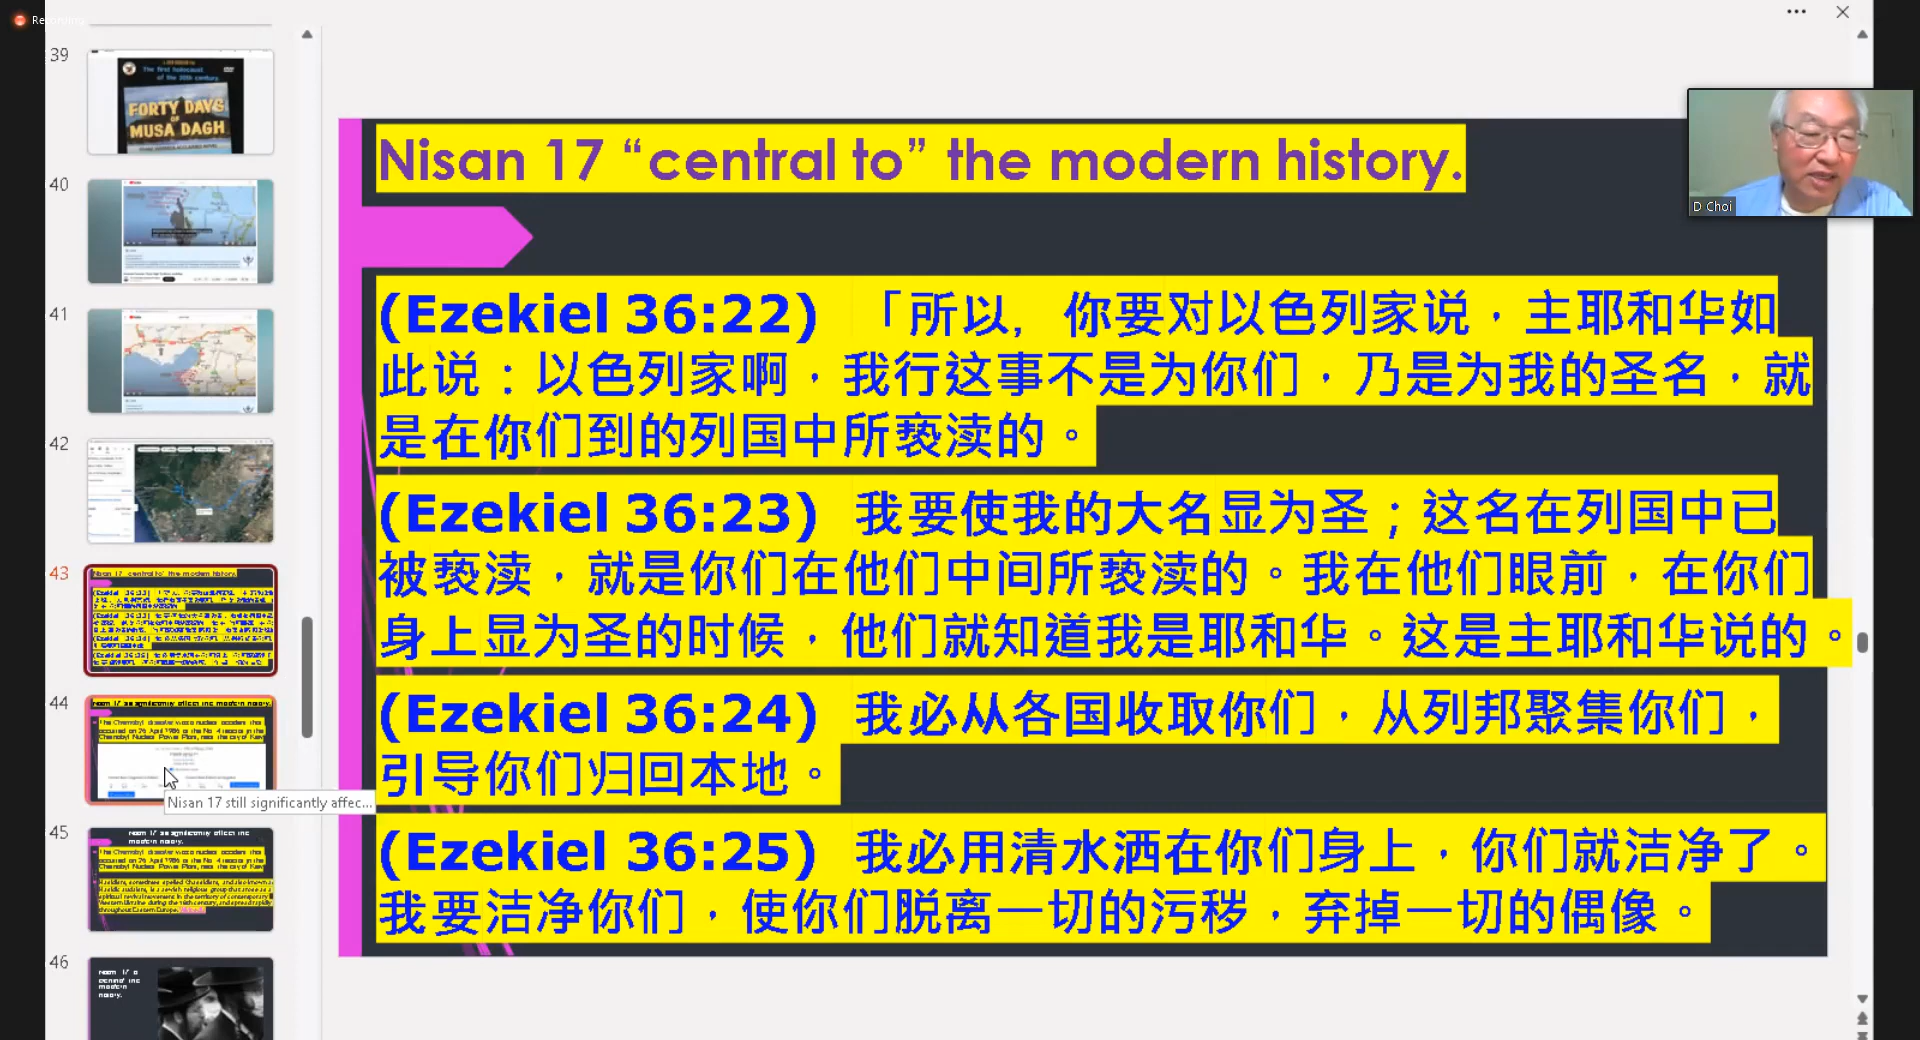 Recording
39
FORTY DAYS
OF
MUSA DAGH
40
41
42
43
44
Nisan 17 still significantly affec...
45
46
Nisan 17 “central to” the modern history.
(Ezekiel 36:22) 「所以，你要对以色列家说，主耶和华如
此说：以色列家啊，我行这事不是为你们，乃是为我的圣名，就
是在你们到的列国中所亵渎的。
(Ezekiel 36:23) 我要使我的大名显为圣；这名在列国中已
被亵渎，就是你们在他们中间所亵渎的。我在他们眼前，在你们
身上显为圣的时候，他们就知道我是耶和华。这是主耶和华说的。
(Ezekiel 36:24) 我必从各国收取你们，从列邦聚集你们，
引导你们归回本地。
(Ezekiel 36:25) 我必用清水洒在你们身上，你们就洁净了。
我要洁净你们，使你们脱离一切的污秽，弃掉一切的偶像。
D Choi